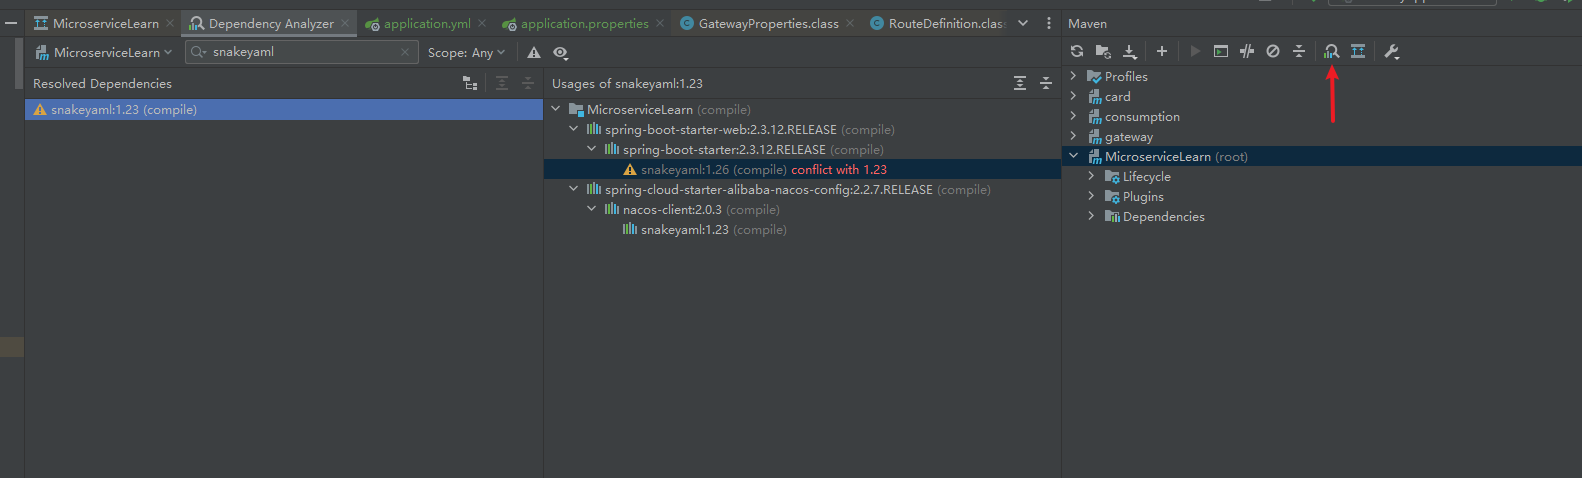 MicroserviceLearn
Dependency Analyzer
application.yml
application.properties
GatewayProperties.class
RouteDefinition.clas
Maven
MicroserviceLearn
snakeyaml
Scope: Any
Resolved Dependencies
Usages of snakeyaml:1.23
snakeyaml:1.23 (compile)
MicroserviceLearn (compile)
spring-boot-starter-web:2.3.12.RELEASE (compile)
spring-boot-starter:2.3.12.RELEASE (compile)
snakeyaml:1.26 (compile) conflict with 1.23
spring-cloud-starter-alibaba-nacos-config:2.2.7.RELEASE (compile)
nacos-client:2.0.3 (compile)
snakeyaml:1.23 (compile)
Profiles
card
consumption
gateway
MicroserviceLearn (root)
Lifecycle
Plugins
Dependencies